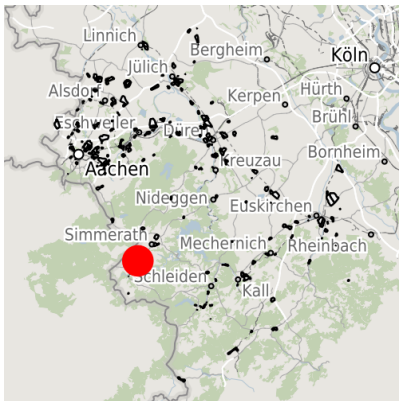 Linnich
Bergheim
Köln
Jülich
Alsdorf
Kerpen
Hürth
Eschweiler
Düren
Brühl
Aachen
Kreuzau
Bornheim
Nideggen
Euskirchen
Simmerath
Mechernich
Rheinbach
Schleiden
Kall